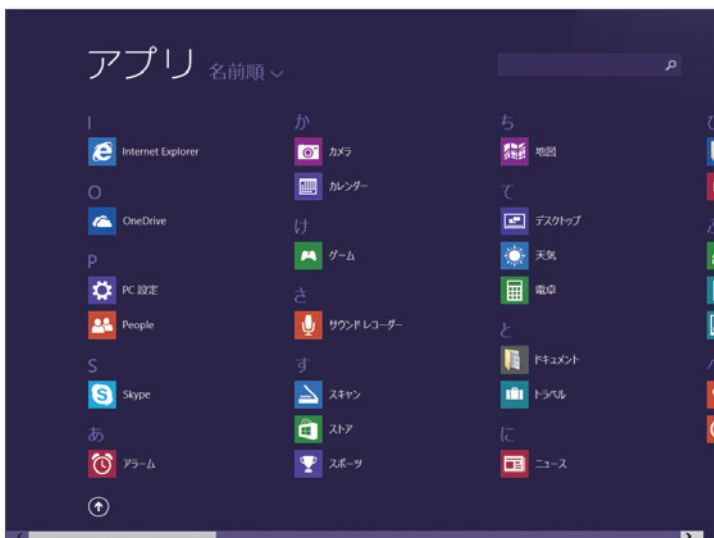 アプリ 名前順
I
Internet Explorer
O
OneDrive
P
PC 設定
People
S
Skype
あ
アラーム
か
カメラ
カレンダー
け
ゲーム
さ
サウンド レコーダー
す
スキャン
ストア
スポーツ
ち
地図
て
デスクトップ
天気
電卓
と
ドキュメント
トラベル
に
ニュース